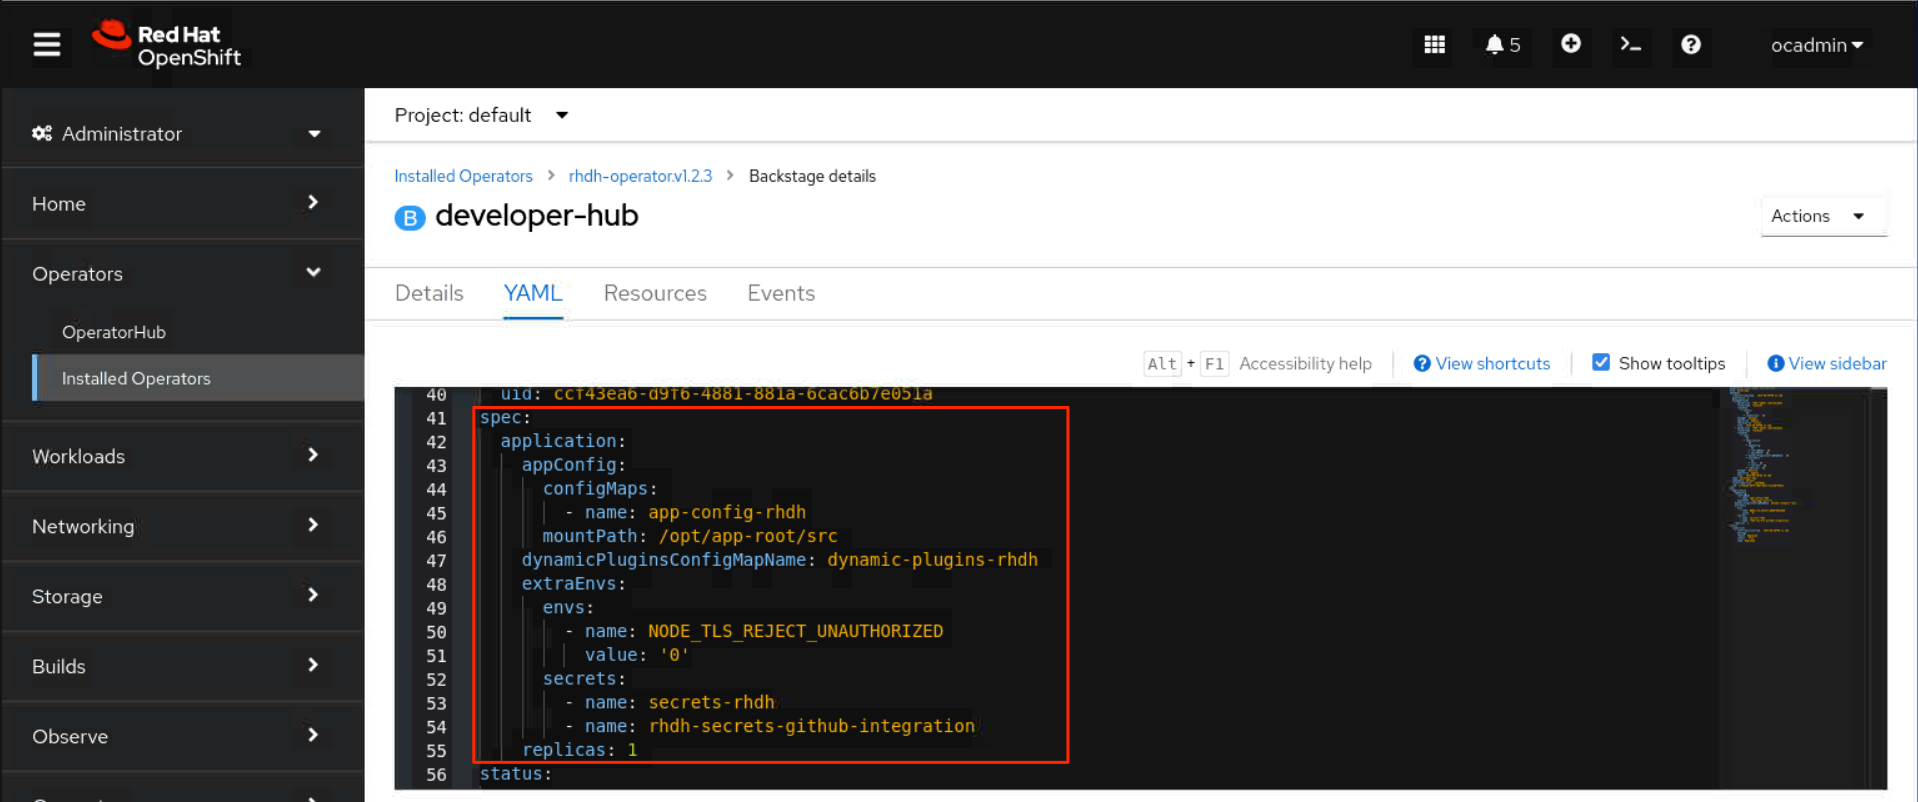 Red Hat
OpenShift
5
ocadmin
Administrator
Home
Operators
OperatorHub
Installed Operators
Workloads
Networking
Storage
Builds
Observe
Project: default
Installed Operators > rhdh-operator.v1.2.3 > Backstage details
B developer-hub
Actions
Details YAML Resources Events
Alt + F1 Accessibility help View shortcuts Show tooltips View sidebar
40 uid: ccf43ea6-d9f6-4881-881a-6cac6b7e051a
41 spec:
42 application:
43 appConfig:
44 configMaps:
45 - name: app-config-rhdh
46 mountPath: /opt/app-root/src
47 dynamicPluginsConfigMapName: dynamic-plugins-rhdh
48 extraEnvs:
49 envs:
50 - name: NODE_TLS_REJECT_UNAUTHORIZED
51 value: '0'
52 secrets:
53 - name: secrets-rhdh
54 - name: rhdh-secrets-github-integration
55 replicas: 1
56 status: